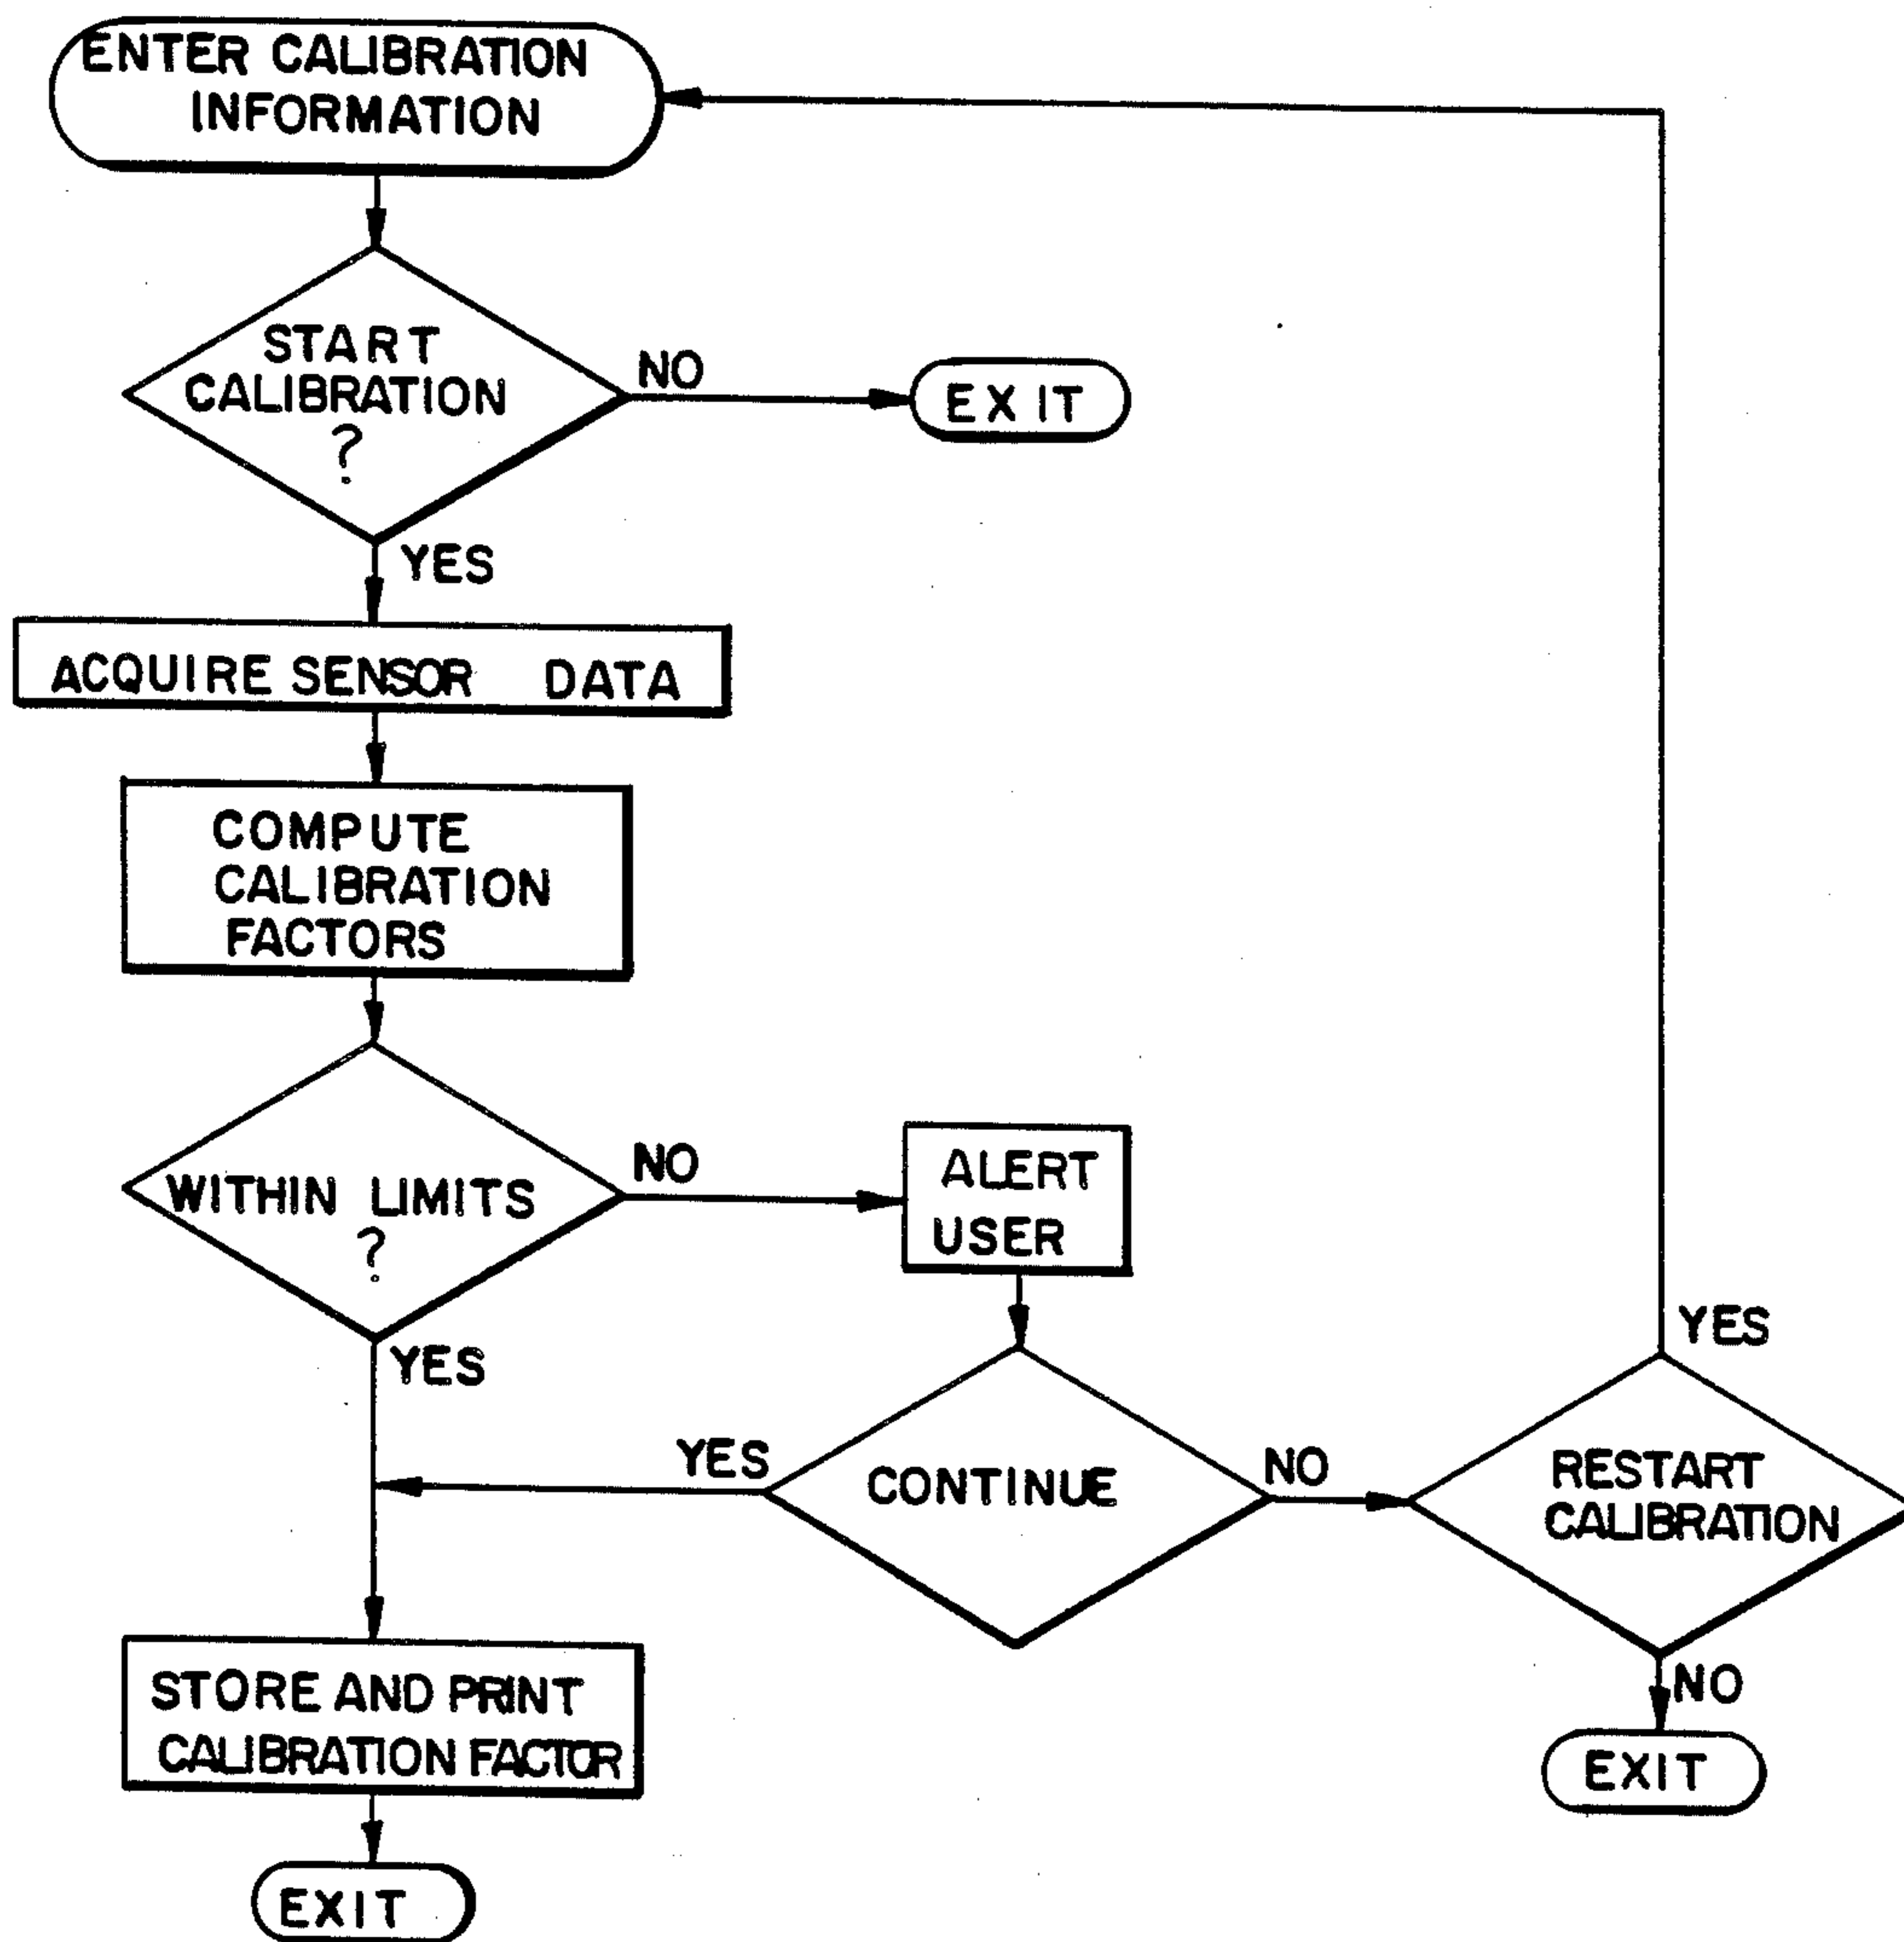 ENTER CALIBRATION
INFORMATION
START
CALIBRATION
?
NO
EXIT
YES
ACQUIRE SENSOR DATA
COMPUTE
CALIBRATION
FACTORS
WITHIN LIMITS
?
NO
ALERT
USER
YES
YES
CONTINUE
NO
YES
RESTART
CALIBRATION
NO
EXIT
STORE AND PRINT
CALIBRATION FACTOR
EXIT